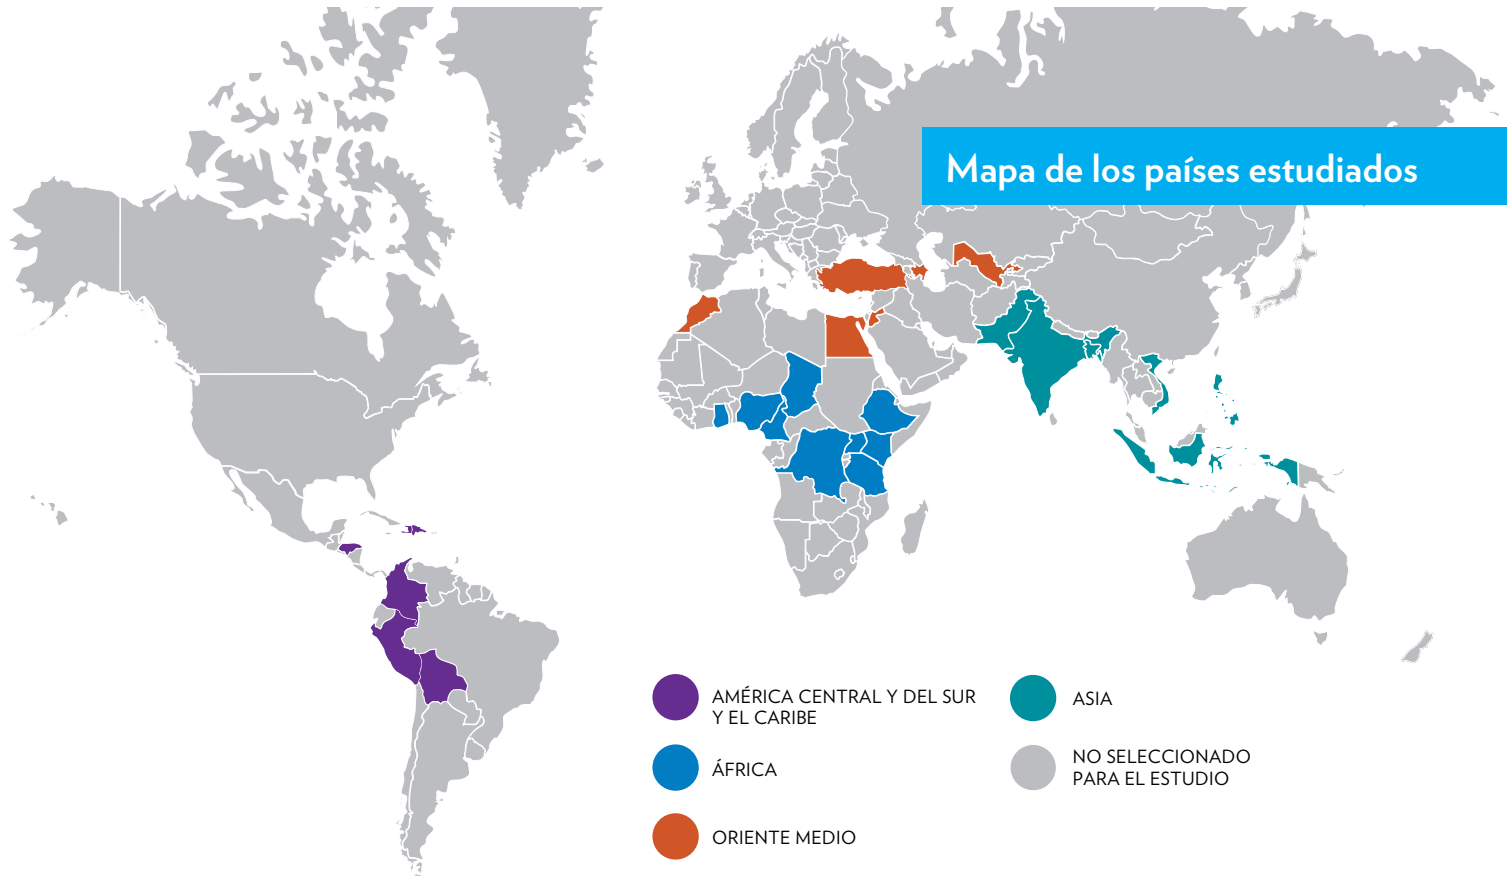 Mapa de los países estudiados
AMÉRICA CENTRAL Y DEL SUR
Y EL CARIBE
ÁFRICA
ORIENTE MEDIO
ASIA
NO SELECCIONADO
PARA EL ESTUDIO